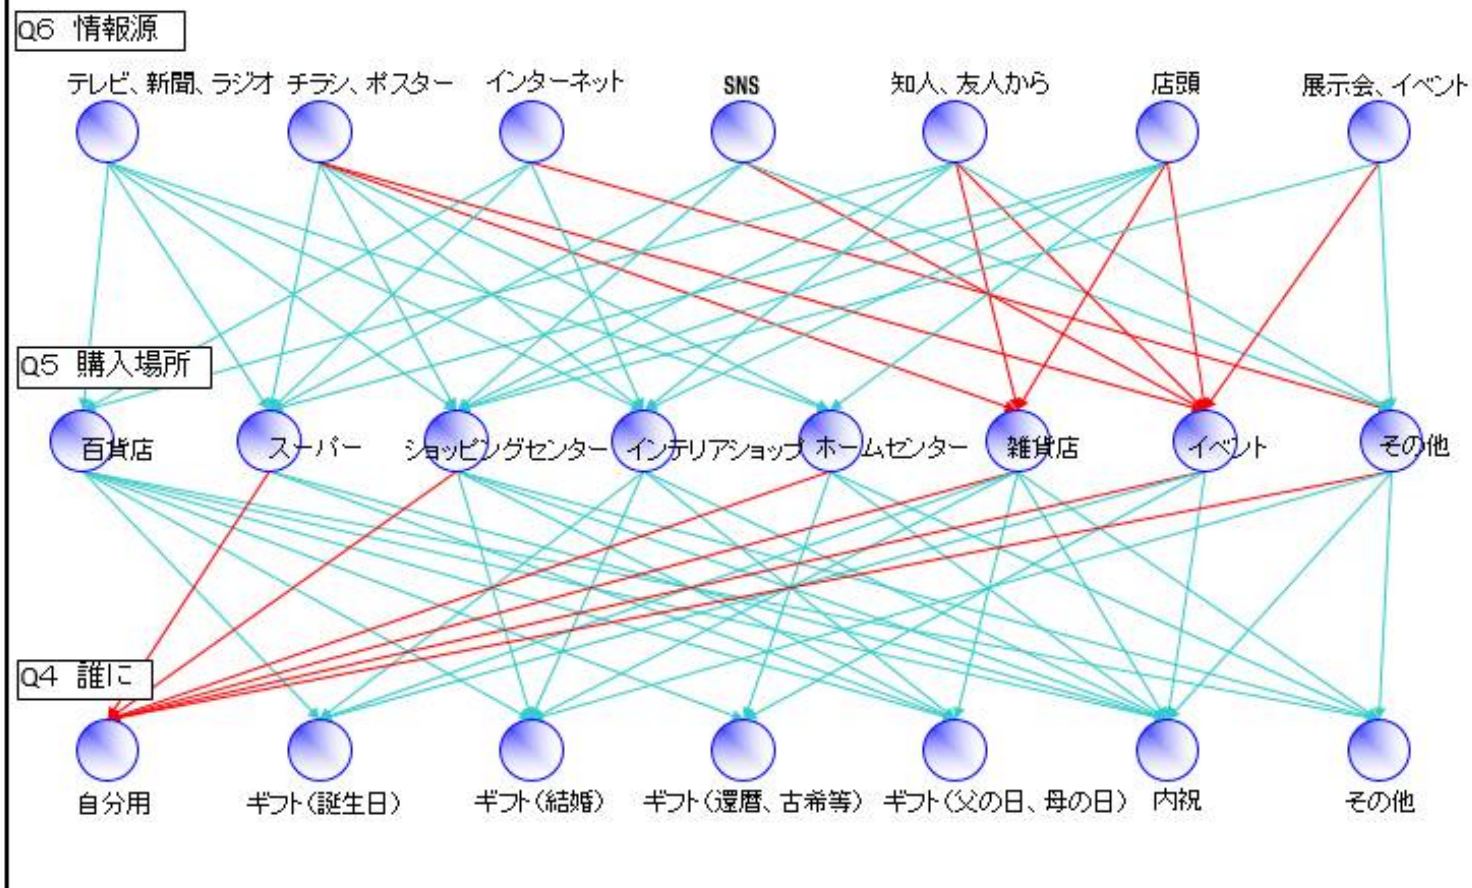 Q6 情報源
テレビ、新聞、ラジオ チラシ、ポスター インターネット SNS 知人、友人から 店頭 展示会、イベント
Q5 購入場所
百貨店 スーパー ショッピングセンター インテリアショップ ホームセンター 雑貨店 イベント その他
Q4 誰に
自分用 ギフト(誕生日) ギフト(結婚) ギフト(還暦、古希等) ギフト(父の日、母の日) 内祝 その他